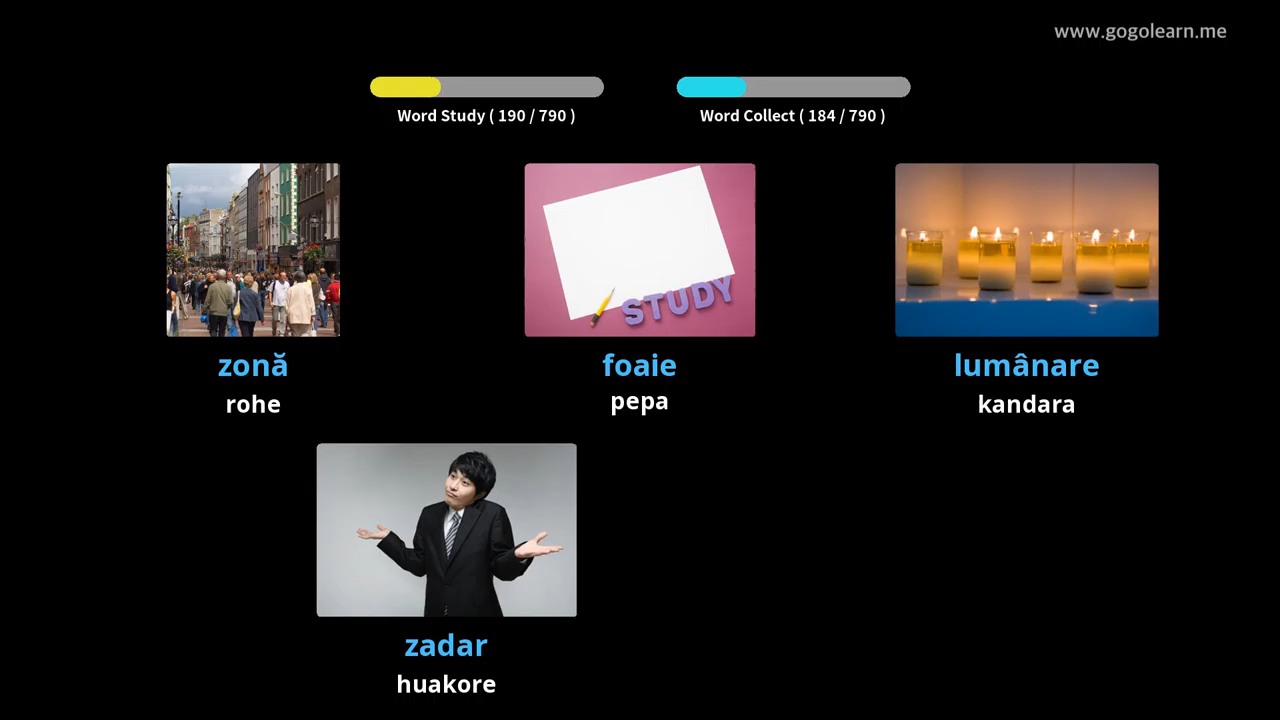 www.gogolearn.me
Word Study ( 190 / 790 )
Word Collect ( 184 / 790 )
STUDY
zonă
rohe
foaie
pepa
lumânare
kandara
zadar
huakore